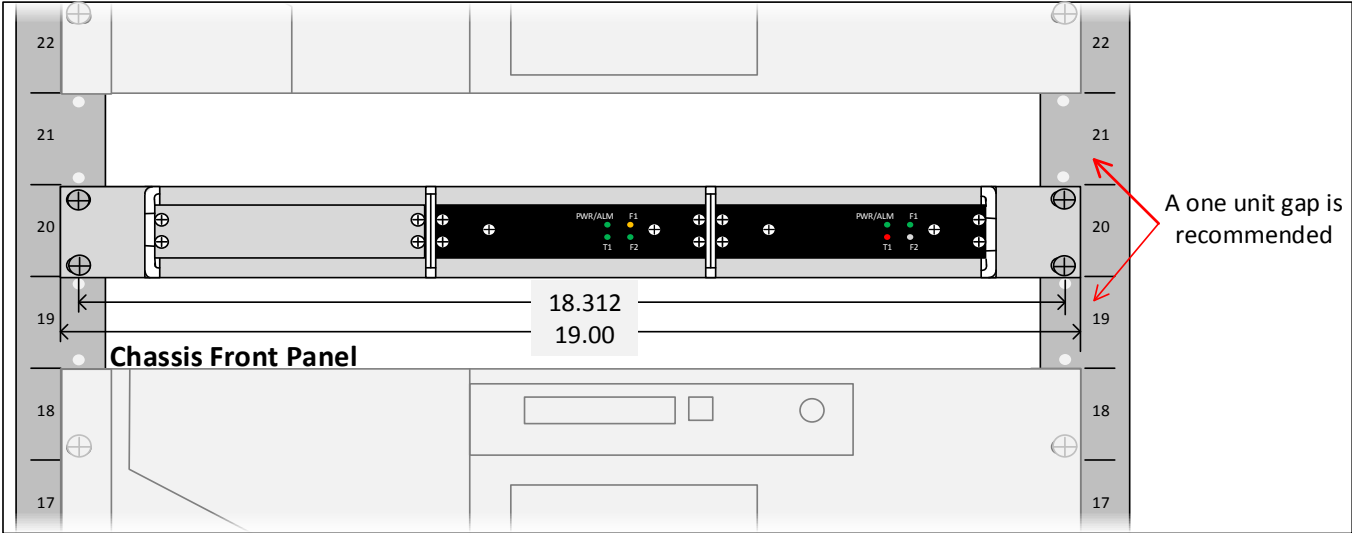 22 22
21 21
A one unit gap is
recommended
20 20
PWR/ALM F1
T1 F2
PWR/ALM F1
T1 F2
18.312
19.00
19 19
Chassis Front Panel
18 18
17 17